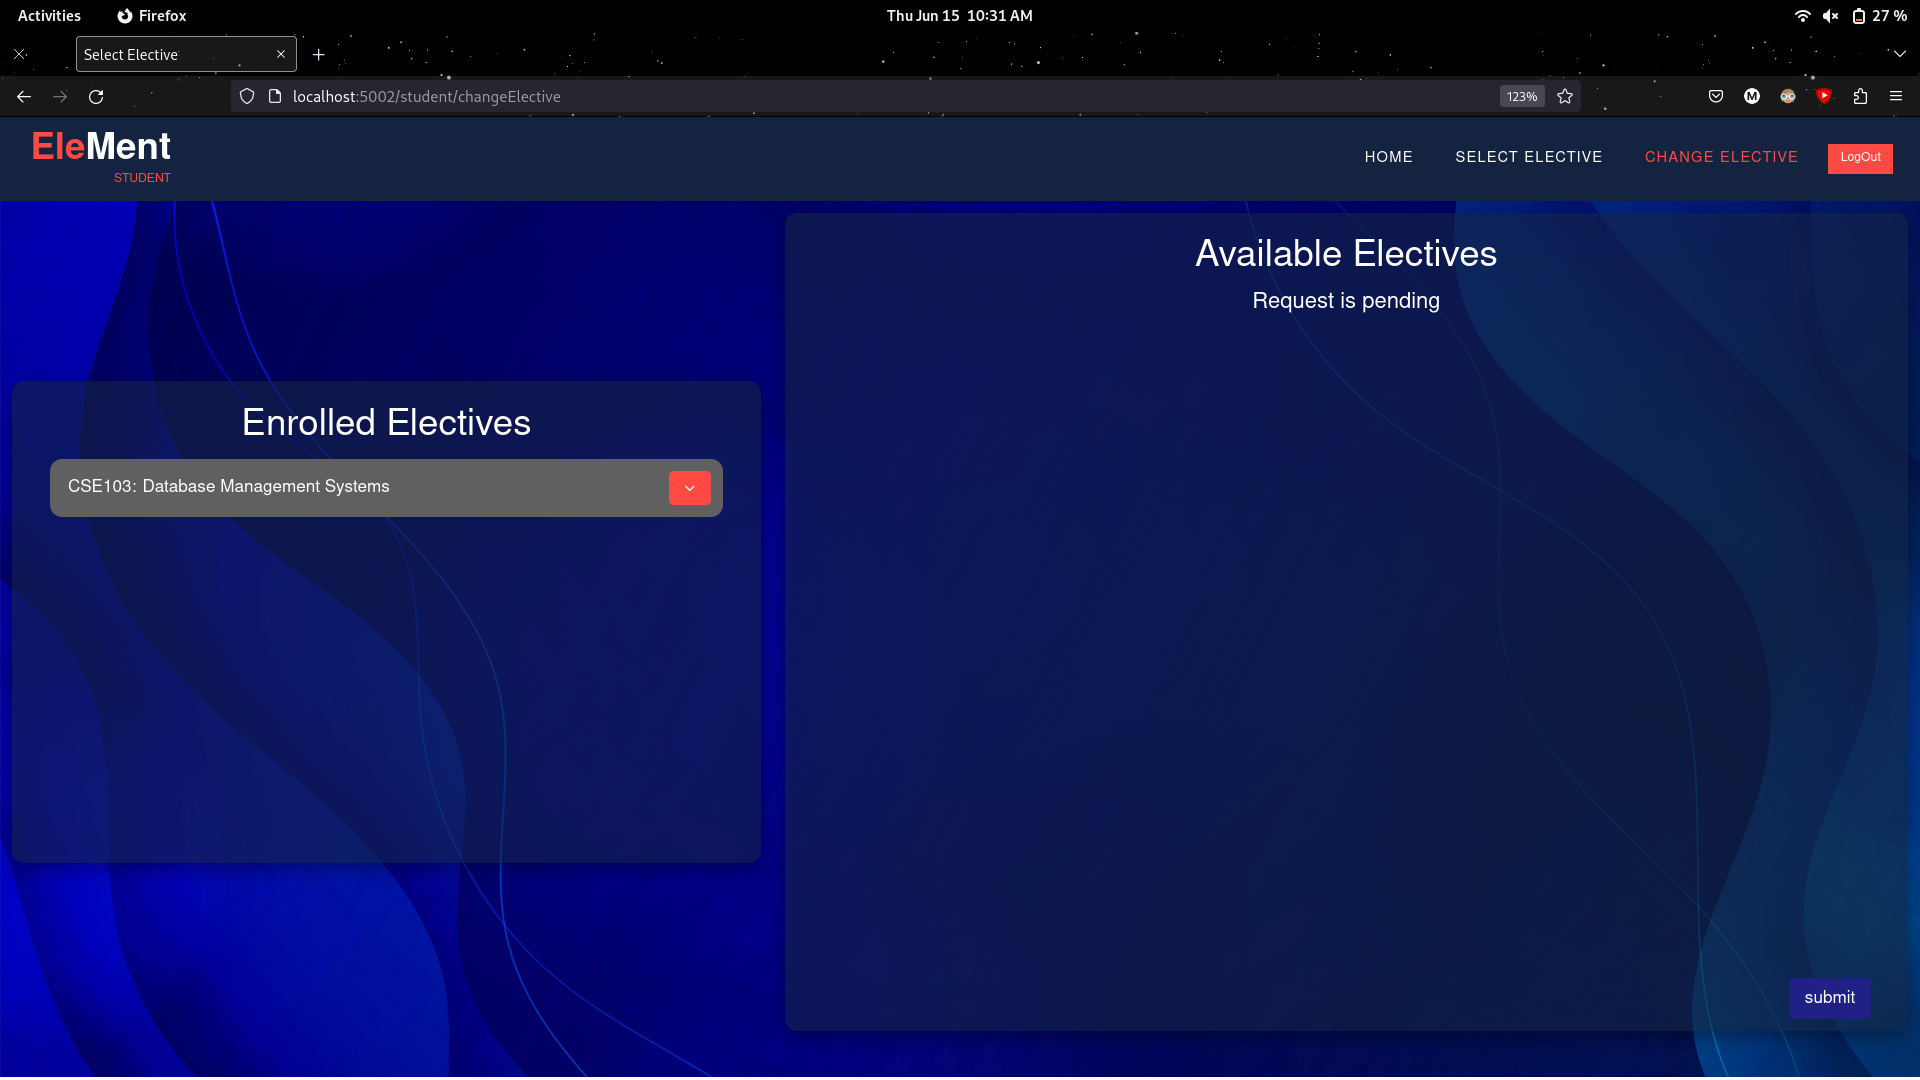 Activities Firefox Thu Jun 15 10:31 AM 27 %
Select Elective
localhost:5002/student/changeElective 123% M
EleMent
STUDENT
HOME SELECT ELECTIVE CHANGE ELECTIVE LogOut
Available Electives
Request is pending
Enrolled Electives
CSE103: Database Management Systems
submit